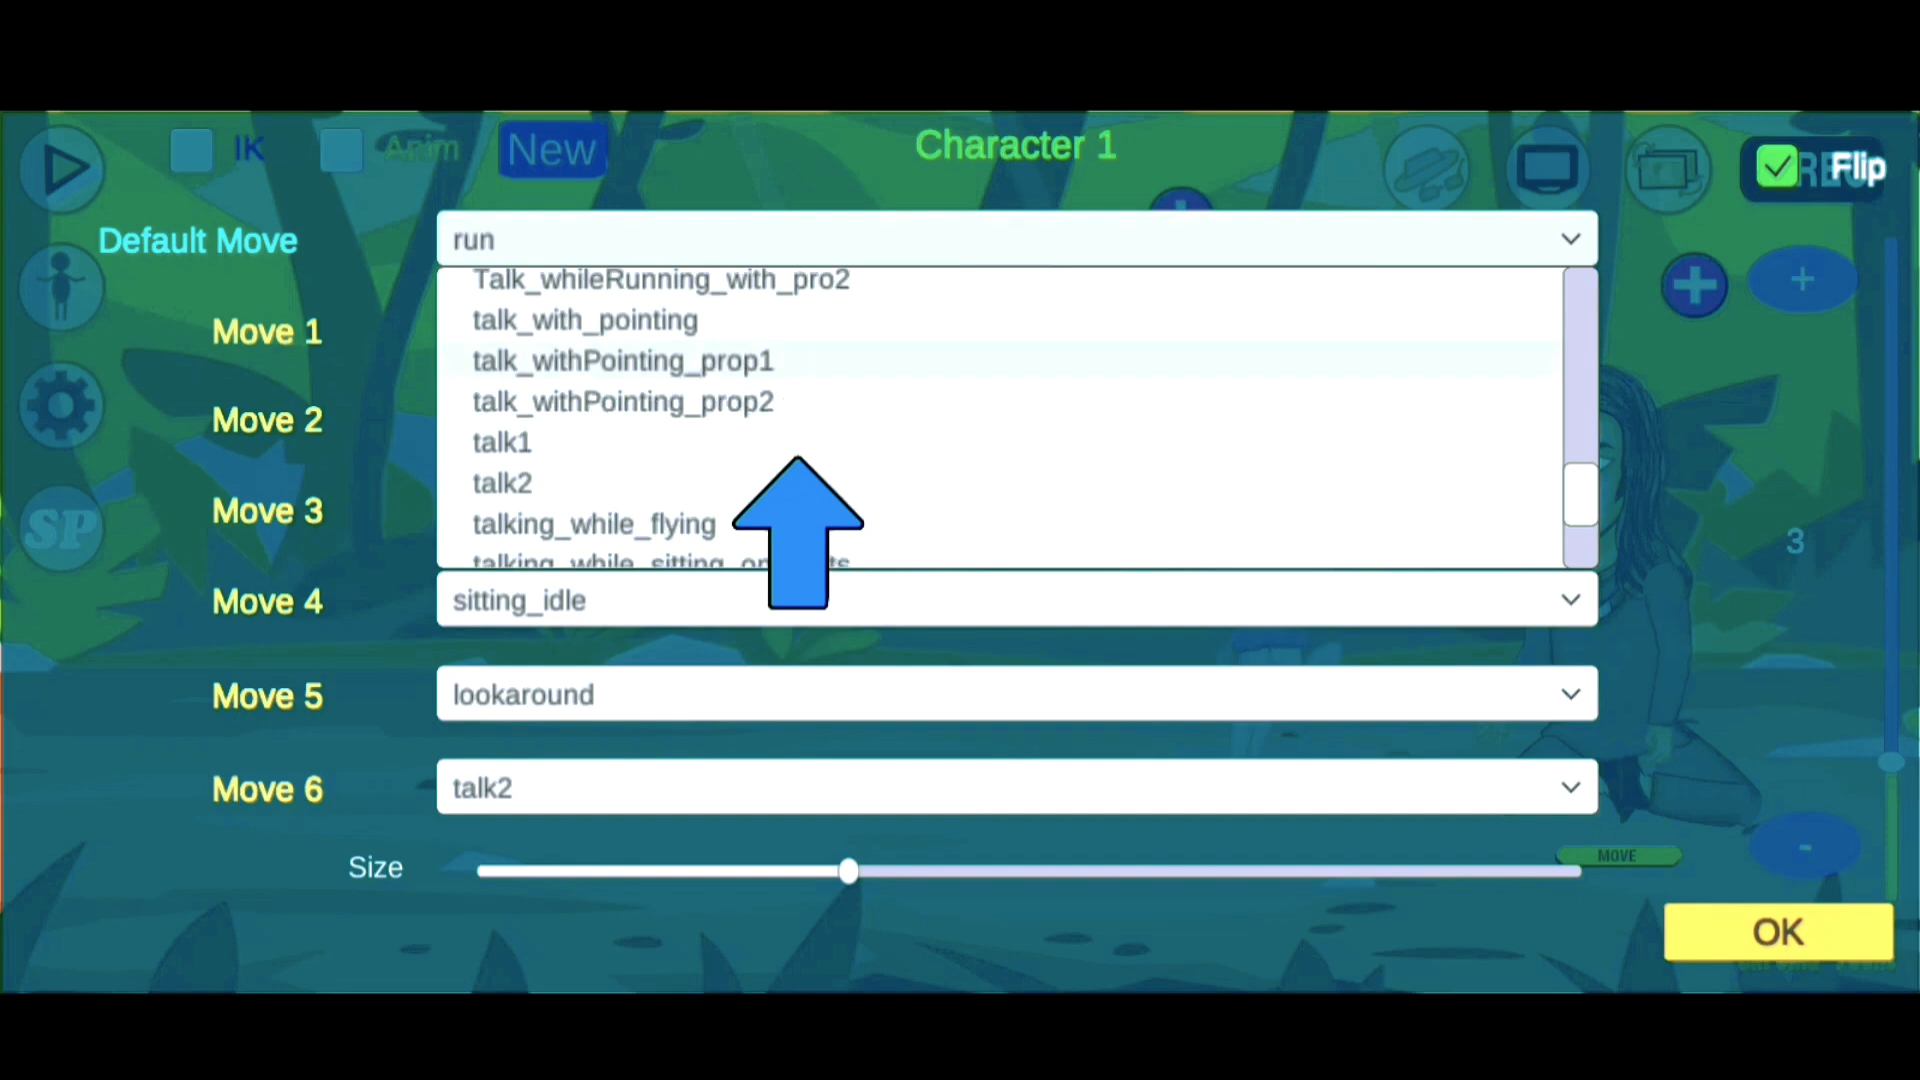 IK
Anim
New
Character 1
Flip
Default Move
run
Talk_whileRunning_with_pro2
Move 1
talk_with_pointing
talk_withPointing_prop1
Move 2
talk_withPointing_prop2
talk1
talk2
Move 3
talking_while_flying
SP
3
Move 4
sitting_idle
Move 5
lookaround
Move 6
talk2
MOVE
Size
OK